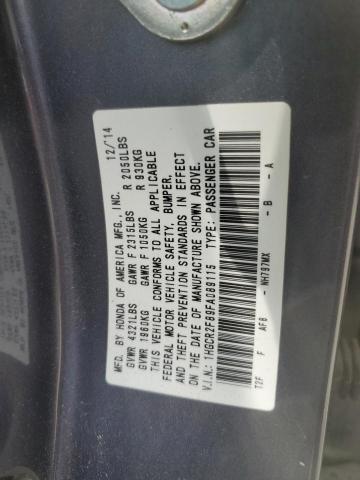 MFD. BY HONDA OF AMERICA MFG., INC. 12/'14
GVWR 4321LBS GAWR F 2315LBS R 2050LBS
GVWR 1960KG GAWR F 1050KG R 930KG
THIS VEHICLE CONFORMS TO ALL APPLICABLE
FEDERAL MOTOR VEHICLE SAFETY, BUMPER,
AND THEFT PREVENTION STANDARDS IN EFFECT
ON THE DATE OF MANUFACTURE SHOWN ABOVE.
V.I.N.: 1HGCR2F69FA089115 TYPE: PASSENGER CAR
T2F F AF8 - NH797MX - B - A